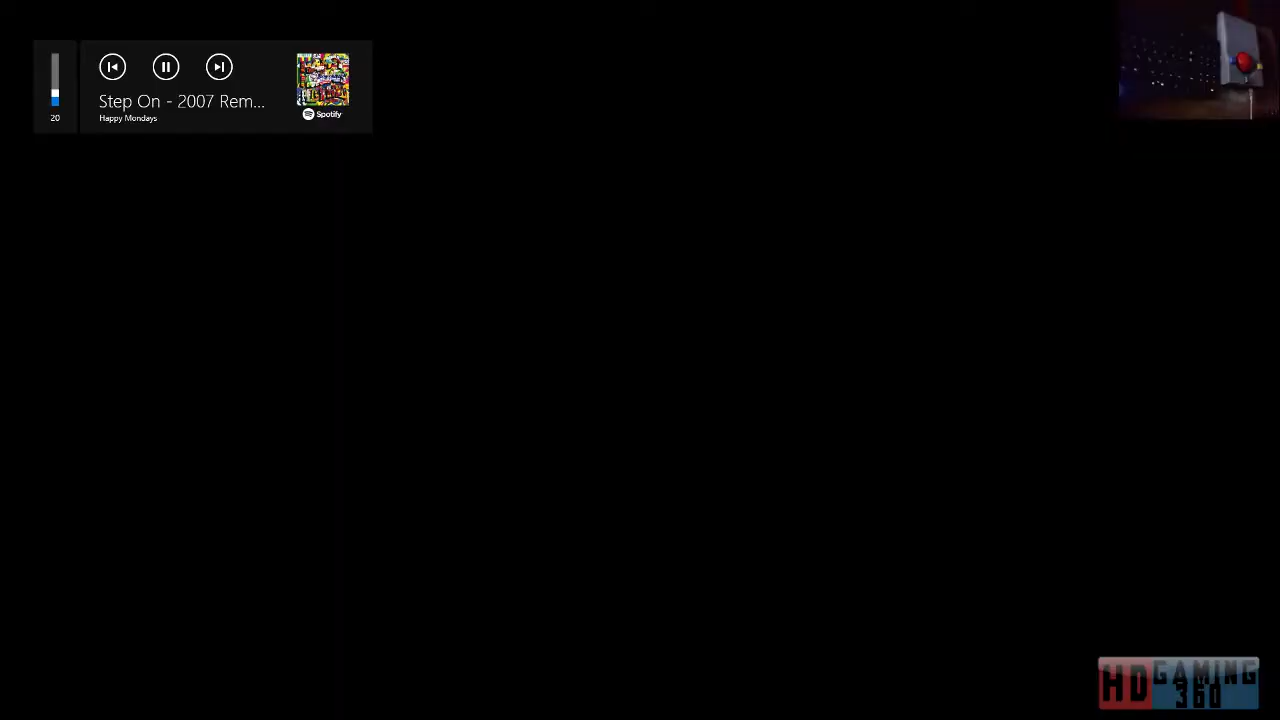 Step On - 2007 Rem...
20
Happy Mondays
Spotify
HD GAMING
360